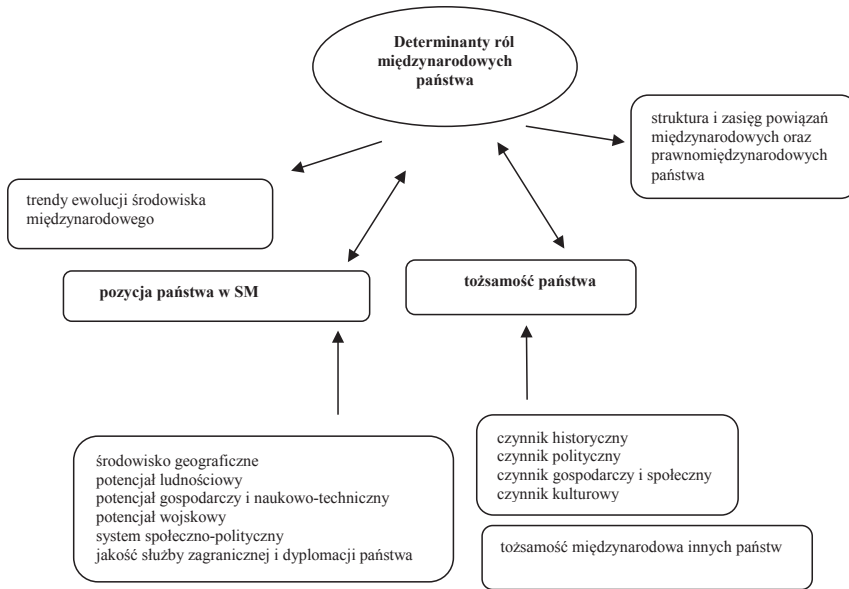 Determinanty ról
międzynarodowych
państwa
struktura i zasięg powiązań
międzynarodowych oraz
prawnomiędzynarodowych
państwa
trendy ewolucji środowiska
międzynarodowego
pozycja państwa w SM
tożsamość państwa
środowisko geograficzne
potencjał ludnościowy
potencjał gospodarczy i naukowo-techniczny
potencjał wojskowy
system społeczno-polityczny
jakość służby zagranicznej i dyplomacji państwa
czynnik historyczny
czynnik polityczny
czynnik gospodarczy i społeczny
czynnik kulturowy
tożsamość międzynarodowa innych państw